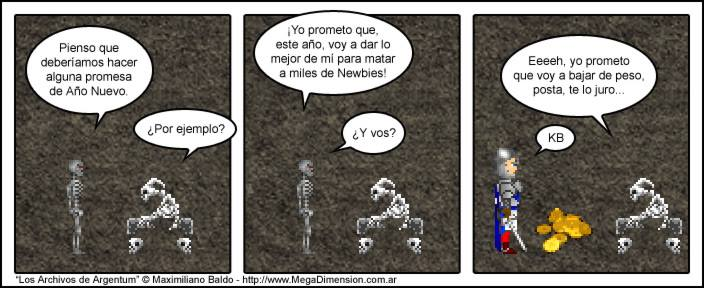 Pienso que
deberíamos hacer
alguna promesa
de Año Nuevo.
¿Por ejemplo?
¡Yo prometo que,
este año, voy a dar lo
mejor de mí para matar
a miles de Newbies!
¿Y vos?
Eeeeh, yo prometo
que voy a bajar de peso,
posta, te lo juro...
KB
"Los Archivos de Argentum" © Maximiliano Baldo - http://www.MegaDimension.com.ar